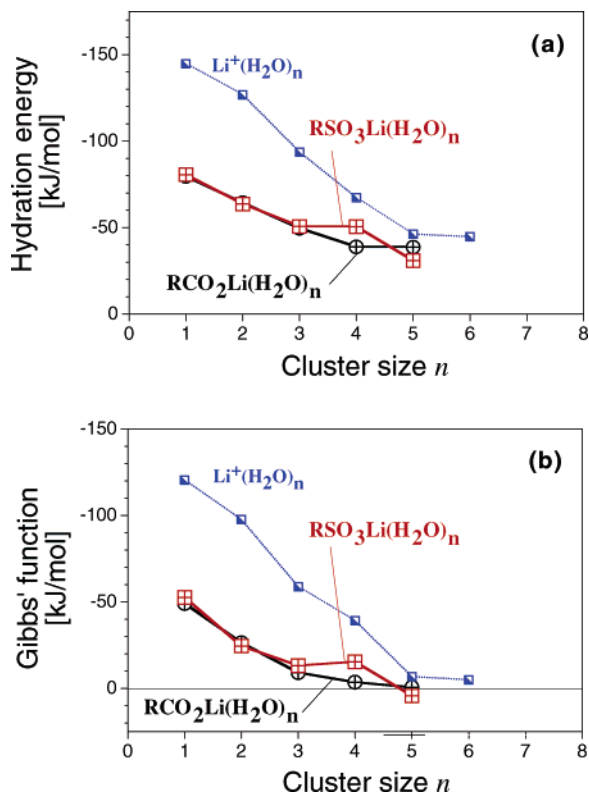 (a)
Hydration energy
[kJ/mol]
-150
-100
-50
0
Li⁺(H₂O)ₙ
RSO₃Li(H₂O)ₙ
RCO₂Li(H₂O)ₙ
0 1 2 3 4 5 6 7 8
Cluster size n
(b)
Gibbs' function
[kJ/mol]
-150
-100
-50
0
Li⁺(H₂O)ₙ
RSO₃Li(H₂O)ₙ
RCO₂Li(H₂O)ₙ
0 1 2 3 4 5 6 7 8
Cluster size n